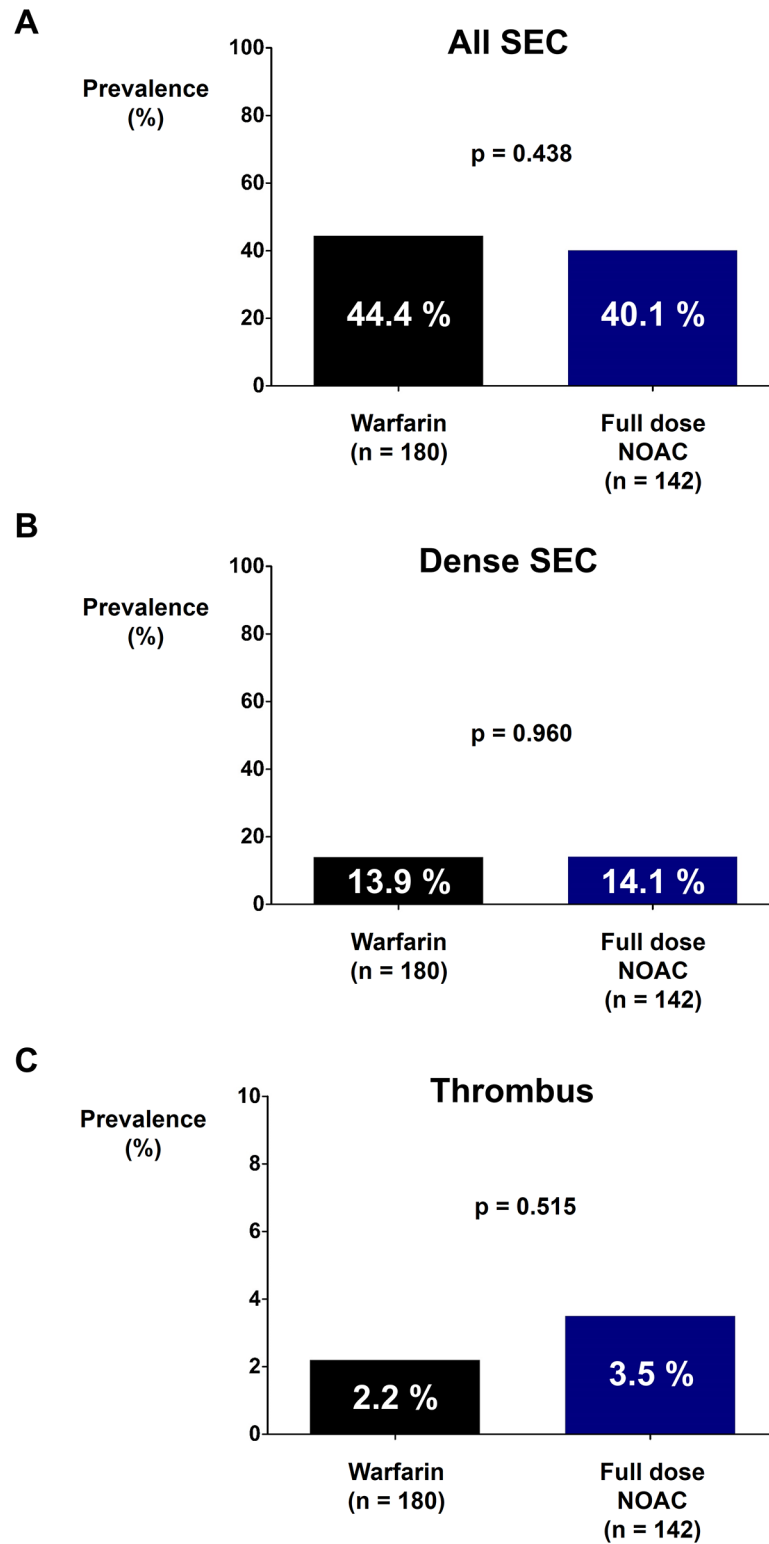 A
All SEC
Prevalence
(%)
100
80
60
40
20
0
p = 0.438
44.4 %
40.1 %
Warfarin
(n = 180)
Full dose
NOAC
(n = 142)
B
Dense SEC
Prevalence
(%)
100
80
60
40
20
0
p = 0.960
13.9 %
14.1 %
Warfarin
(n = 180)
Full dose
NOAC
(n = 142)
C
Thrombus
Prevalence
(%)
10
8
6
4
2
0
p = 0.515
2.2 %
3.5 %
Warfarin
(n = 180)
Full dose
NOAC
(n = 142)